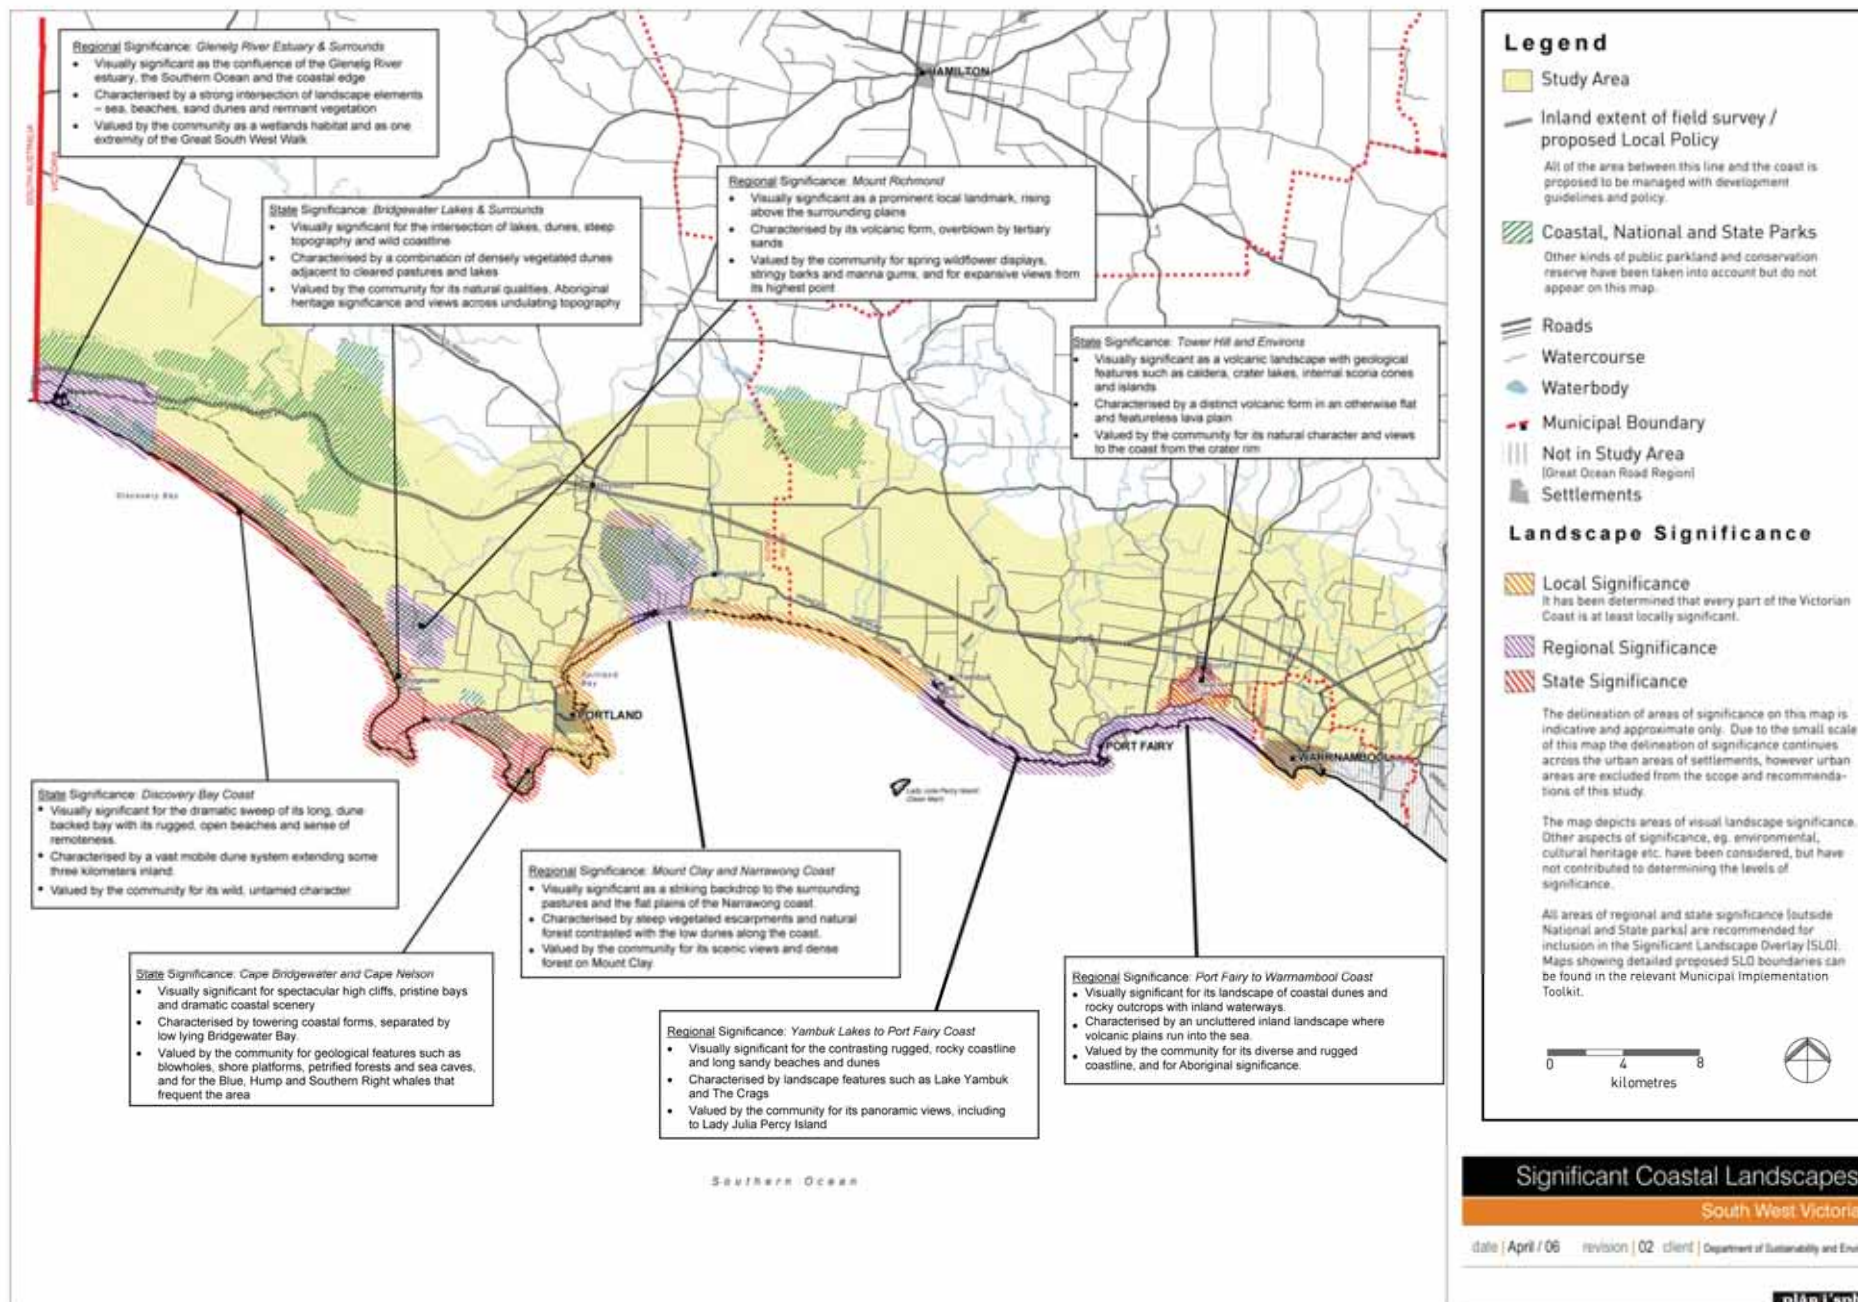 Regional Significance: Glenelg River Estuary & Surrounds
• Visually significant as the confluence of the Glenelg River
estuary, the Southern Ocean and the coastal edge
• Characterised by a strong intersection of landscape elements
– sea, beaches, sand dunes and remnant vegetation
• Valued by the community as a wetlands habitat and as one
extremity of the Great South West Walk
SOUTH AUSTRALIA
VICTORIA
HAMILTON
State Significance: Bridgewater Lakes & Surrounds
• Visually significant for the intersection of lakes, dunes, steep
topography and wild coastline
• Characterised by a combination of densely vegetated dunes
adjacent to cleared pastures and lakes
• Valued by the community for its natural qualities, Aboriginal
heritage significance and views across undulating topography
Regional Significance: Mount Richmond
• Visually significant as a prominent local landmark, rising
above the surrounding plains
• Characterised by its volcanic form, overblown by tertiary
sands
• Valued by the community for spring wildflower displays,
stringy barks and manna gums, and for expansive views from
its highest point
State Significance: Tower Hill and Environs
• Visually significant as a volcanic landscape with geological
features such as caldera, crater lakes, internal scoria cones
and islands
• Characterised by a distinct volcanic form in an otherwise flat
and featureless lava plain
• Valued by the community for its natural character and views
to the coast from the crater rim
Discovery Bay
Portland
Bay
PORTLAND
Yambuk
PORT FAIRY
WARRNAMBOOL
Lady Julia Percy Island
State Significance: Discovery Bay Coast
• Visually significant for the dramatic sweep of its long, dune
backed bay with its rugged, open beaches and sense of
remoteness.
• Characterised by a vast mobile dune system extending some
three kilometers inland.
• Valued by the community for its wild, untamed character
State Significance: Cape Bridgewater and Cape Nelson
• Visually significant for spectacular high cliffs, pristine bays
and dramatic coastal scenery
• Characterised by towering coastal forms, separated by
low lying Bridgewater Bay.
• Valued by the community for geological features such as
blowholes, shore platforms, petrified forests and sea caves,
and for the Blue, Hump and Southern Right whales that
frequent the area
Regional Significance: Mount Clay and Narrawong Coast
• Visually significant as a striking backdrop to the surrounding
pastures and the flat plains of the Narrawong coast.
• Characterised by steep vegetated escarpments and natural
forest contrasted with the low dunes along the coast.
• Valued by the community for its scenic views and dense
forest on Mount Clay.
Regional Significance: Yambuk Lakes to Port Fairy Coast
• Visually significant for the contrasting rugged, rocky coastline
and long sandy beaches and dunes
• Characterised by landscape features such as Lake Yambuk
and The Crags
• Valued by the community for its panoramic views, including
to Lady Julia Percy Island
Regional Significance: Port Fairy to Warrnambool Coast
• Visually significant for its landscape of coastal dunes and
rocky outcrops with inland waterways.
• Characterised by an uncluttered inland landscape where
volcanic plains run into the sea.
• Valued by the community for its diverse and rugged
coastline, and for Aboriginal significance.
Southern Ocean
Legend
Study Area
Inland extent of field survey /
proposed Local Policy
All of the area between this line and the coast is
proposed to be managed with development
guidelines and policy.
Coastal, National and State Parks
Other kinds of public parkland and conservation
reserve have been taken into account but do not
appear on this map.
Roads
Watercourse
Waterbody
Municipal Boundary
Not in Study Area
(Great Ocean Road Region)
Settlements
Landscape Significance
Local Significance
It has been determined that every part of the Victorian
Coast is at least locally significant.
Regional Significance
State Significance
The delineation of areas of significance on this map is
indicative and approximate only. Due to the small scale
of this map the delineation of significance continues
across the urban areas of settlements, however urban
areas are excluded from the scope and recommenda-
tions of this study.
The map depicts areas of visual landscape significance.
Other aspects of significance, eg. environmental,
cultural heritage etc. have been considered, but have
not contributed to determining the levels of
significance.
All areas of regional and state significance (outside
National and State parks) are recommended for
inclusion in the Significant Landscape Overlay (SLO).
Maps showing detailed proposed SLO boundaries can
be found in the relevant Municipal Implementation
Toolkit.
0 4 8
kilometres
Significant Coastal Landscapes
South West Victoria
date | April / 06 revision | 02 client | Department of Sustainability and Envi